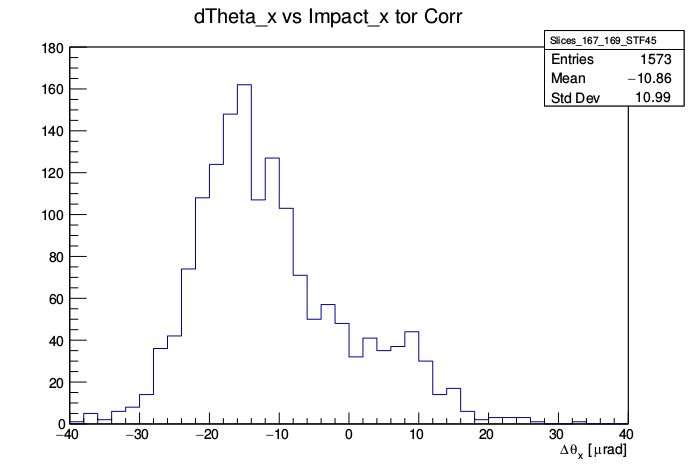 dTheta_x vs Impact_x tor Corr
Slices_167_169_STF45
Entries 1573
Mean −10.86
Std Dev 10.99
180
160
140
120
100
80
60
40
20
0
−40 −30 −20 −10 0 10 20 30 40
Δθx [μrad]